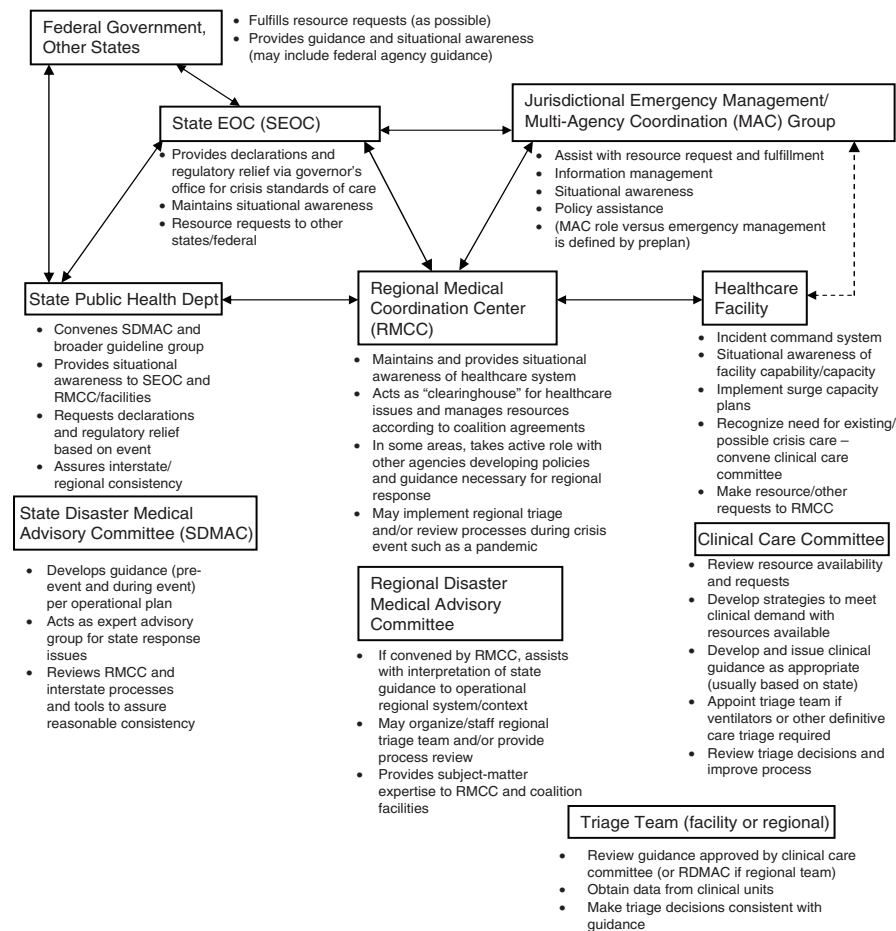 Federal Government,
Other States
• Fulfills resource requests (as possible)
• Provides guidance and situational awareness
(may include federal agency guidance)
State EOC (SEOC)
• Provides declarations and
regulatory relief via governor's
office for crisis standards of care
• Maintains situational awareness
• Resource requests to other
states/federal
Jurisdictional Emergency Management/
Multi-Agency Coordination (MAC) Group
• Assist with resource request and fulfillment
• Information management
• Situational awareness
• Policy assistance
• (MAC role versus emergency management
is defined by preplan)
State Public Health Dept
• Convenes SDMAC and
broader guideline group
• Provides situational
awareness to SEOC and
RMCC/facilities
• Requests declarations
and regulatory relief
based on event
• Assures interstate/
regional consistency
State Disaster Medical
Advisory Committee (SDMAC)
• Develops guidance (pre-
event and during event)
per operational plan
• Acts as expert advisory
group for state response
issues
• Reviews RMCC and
interstate processes
and tools to assure
reasonable consistency
Regional Medical
Coordination Center
(RMCC)
• Maintains and provides situational
awareness of healthcare system
• Acts as “clearinghouse” for healthcare
issues and manages resources
according to coalition agreements
• In some areas, takes active role with
other agencies developing policies
and guidance necessary for regional
response
• May implement regional triage
and/or review processes during crisis
event such as a pandemic
Regional Disaster
Medical Advisory
Committee
• If convened by RMCC, assists
with interpretation of state
guidance to operational
regional system/context
• May organize/staff regional
triage team and/or provide
process review
• Provides subject-matter
expertise to RMCC and coalition
facilities
Healthcare
Facility
• Incident command system
• Situational awareness of
facility capability/capacity
• Implement surge capacity
plans
• Recognize need for existing/
possible crisis care –
convene clinical care
committee
• Make resource/other
requests to RMCC
Clinical Care Committee
• Review resource availability
and requests
• Develop strategies to meet
clinical demand with
resources available
• Develop and issue clinical
guidance as appropriate
(usually based on state)
• Appoint triage team if
ventilators or other definitive
care triage required
• Review triage decisions and
improve process
Triage Team (facility or regional)
• Review guidance approved by clinical care
committee (or RDMAC if regional team)
• Obtain data from clinical units
• Make triage decisions consistent with
guidance